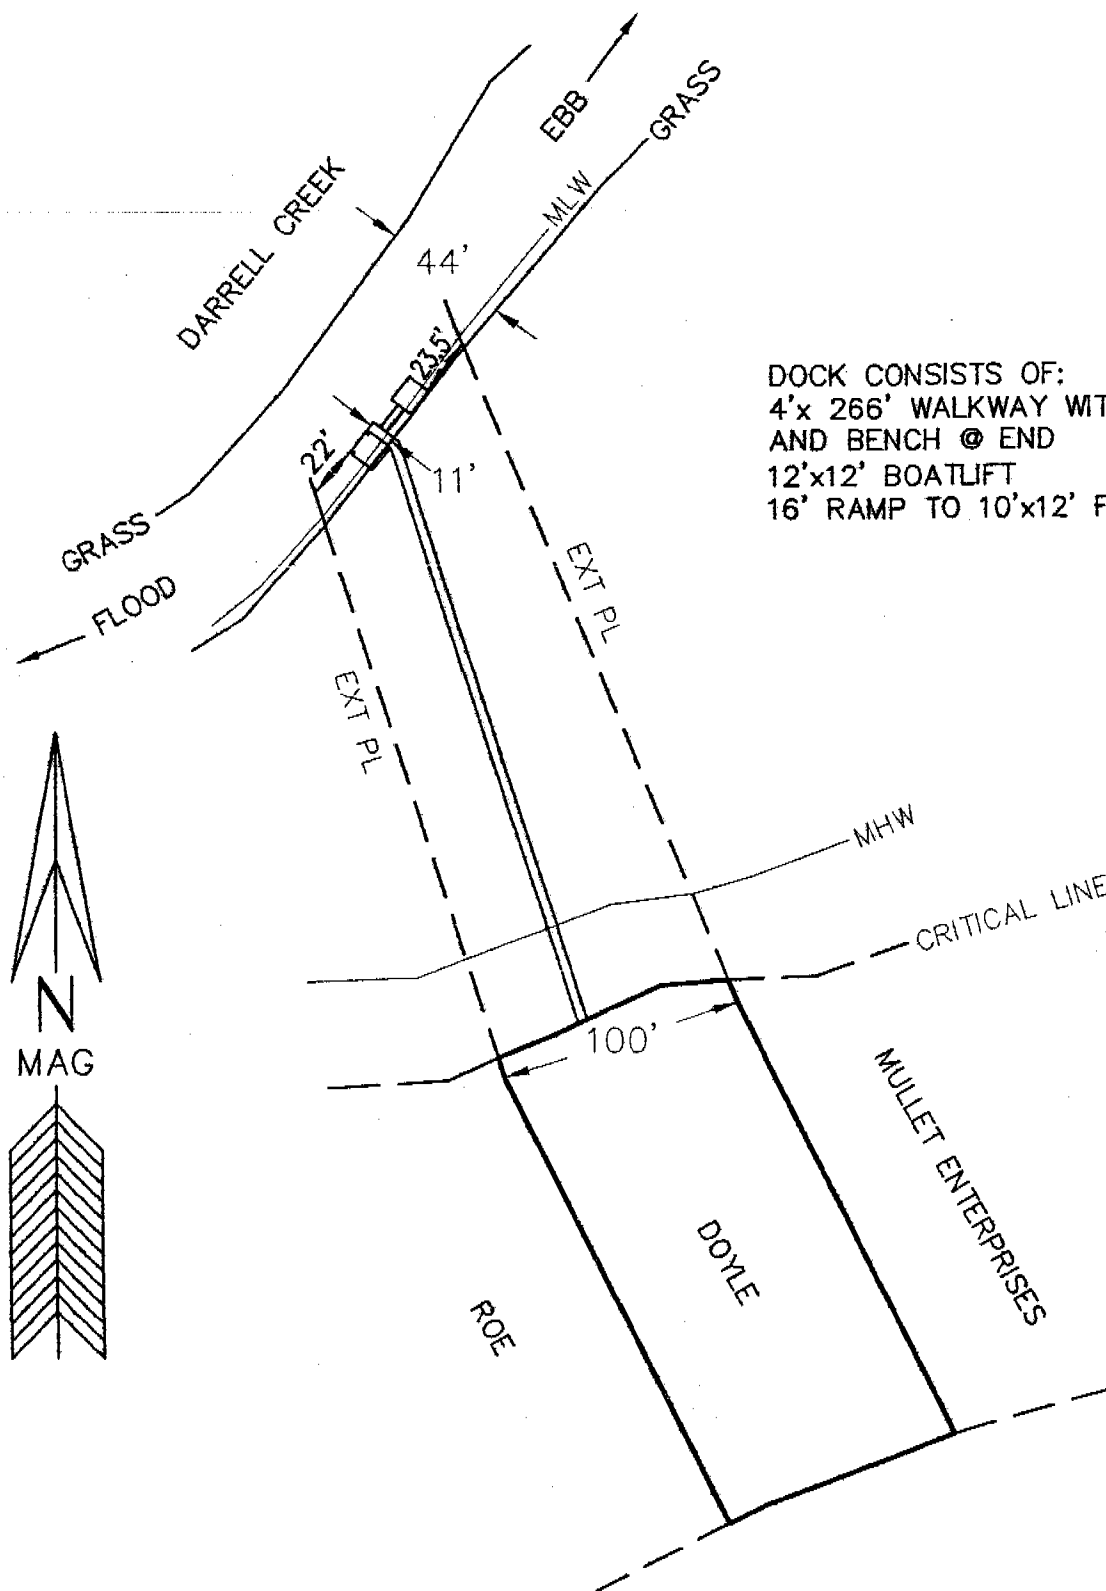 EBB
GRASS
MLW
DARRELL CREEK
44'
23.5'
22'
11'
GRASS
FLOOD
DOCK CONSISTS OF:
4'x 266' WALKWAY WIT
AND BENCH @ END
12'x12' BOATLIFT
16' RAMP TO 10'x12' F
EXT PL
EXT PL
MHW
CRITICAL LINE
N
MAG
100'
MULLET ENTERPRISES
DOYLE
ROE